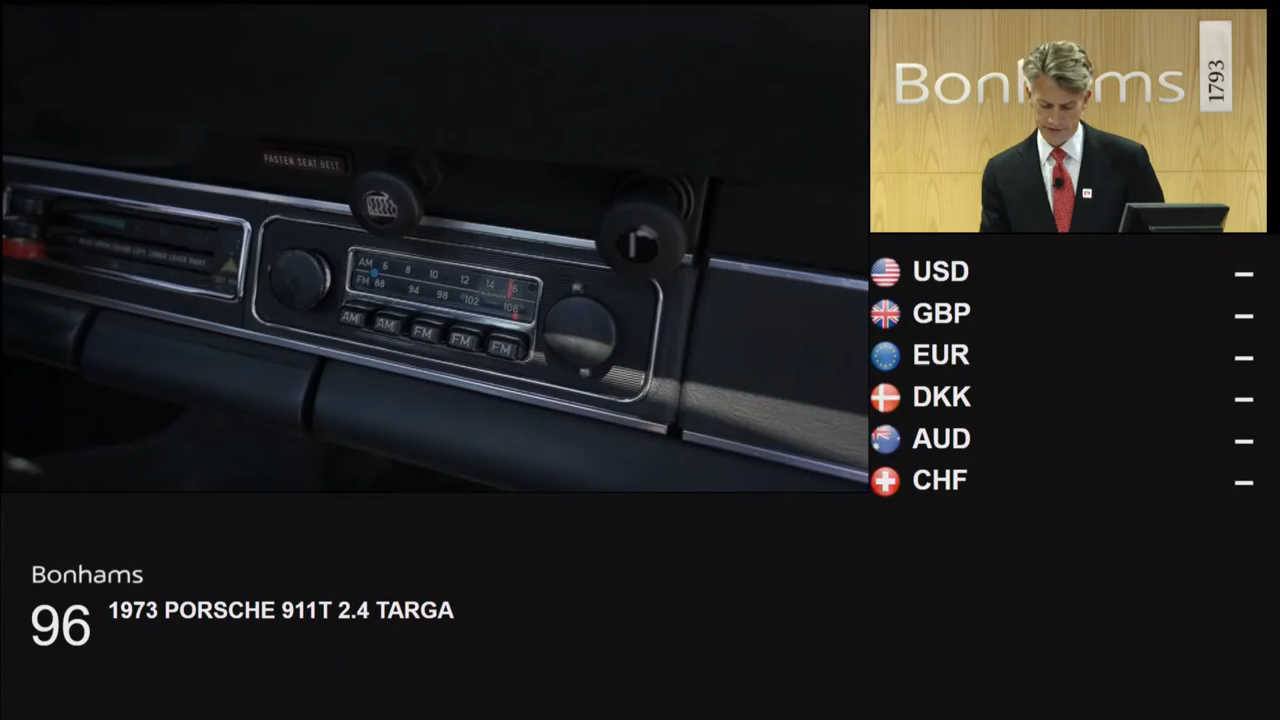 FASTEN SEAT BELT
AM 6 8 10 12 14 16
FM 88 94 98 102 108
AM AM FM FM FM
Bonhams
1793
USD –
GBP –
EUR –
DKK –
AUD –
CHF –
Bonhams
96 1973 PORSCHE 911T 2.4 TARGA